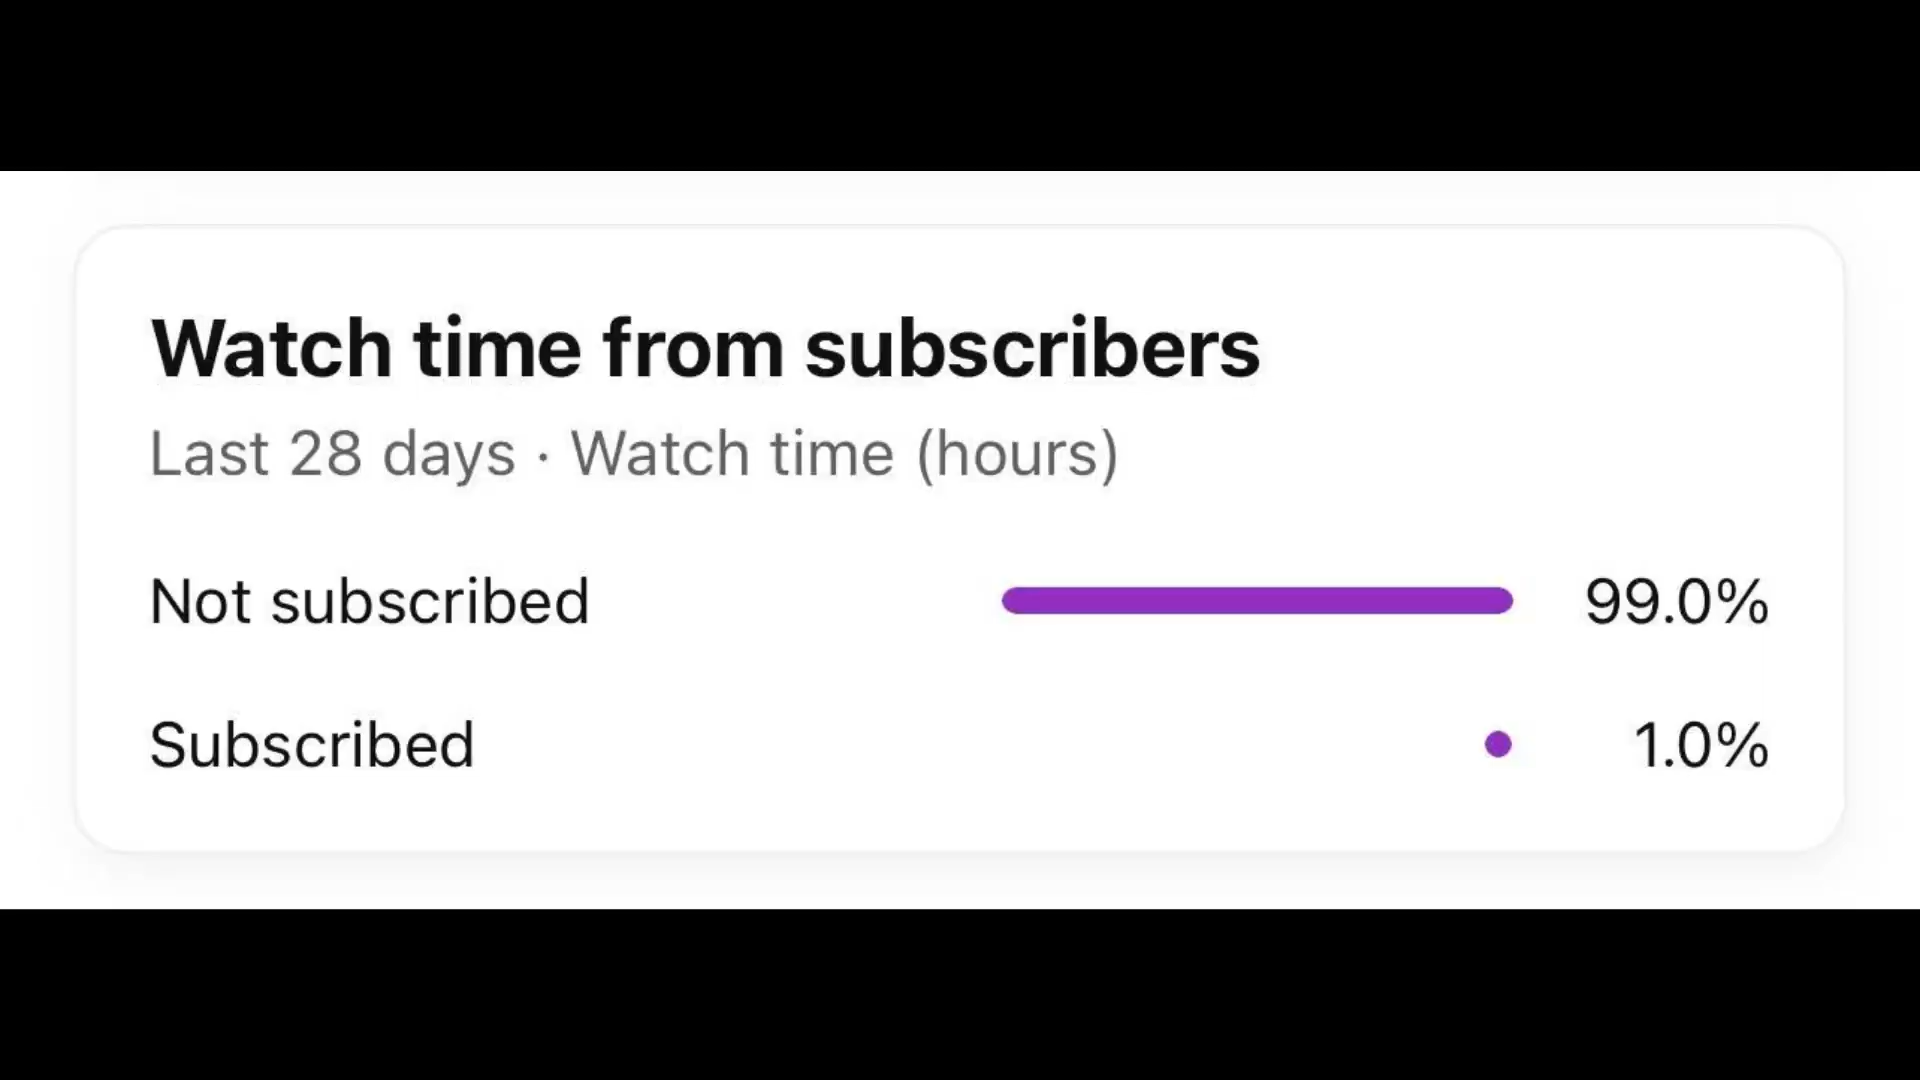 Watch time from subscribers
Last 28 days · Watch time (hours)
Not subscribed 99.0%
Subscribed 1.0%